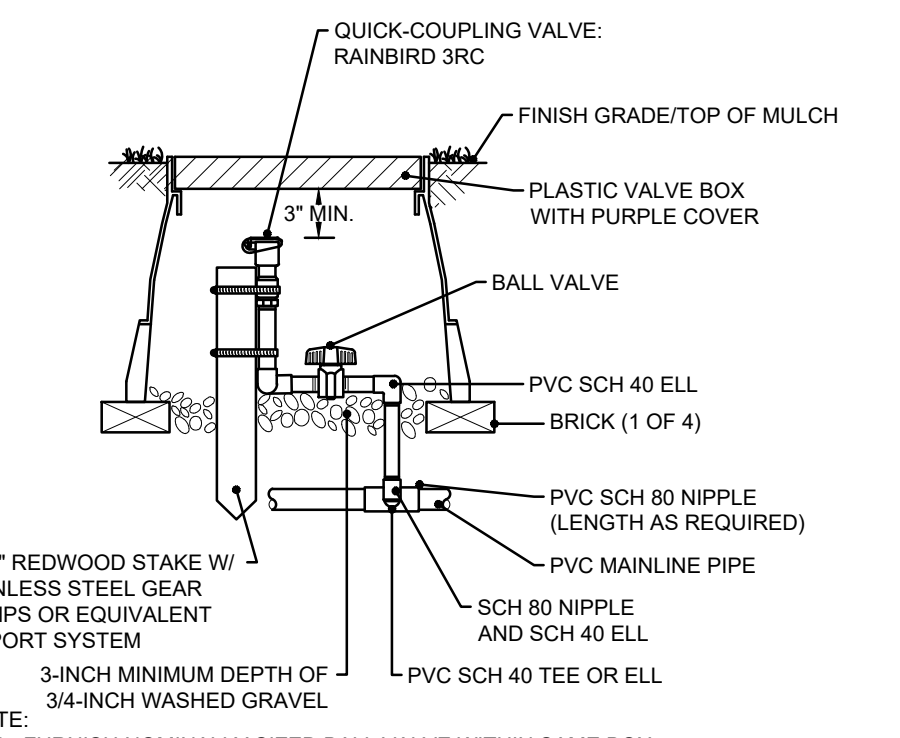 QUICK-COUPLING VALVE:
RAINBIRD 3RC
FINISH GRADE/TOP OF MULCH
PLASTIC VALVE BOX
WITH PURPLE COVER
3" MIN.
BALL VALVE
PVC SCH 40 ELL
BRICK (1 OF 4)
PVC SCH 80 NIPPLE
(LENGTH AS REQUIRED)
PVC MAINLINE PIPE
SCH 80 NIPPLE
AND SCH 40 ELL
PVC SCH 40 TEE OR ELL
" REDWOOD STAKE W/
NLESS STEEL GEAR
IPS OR EQUIVALENT
PORT SYSTEM
3-INCH MINIMUM DEPTH OF
3/4-INCH WASHED GRAVEL
TE: